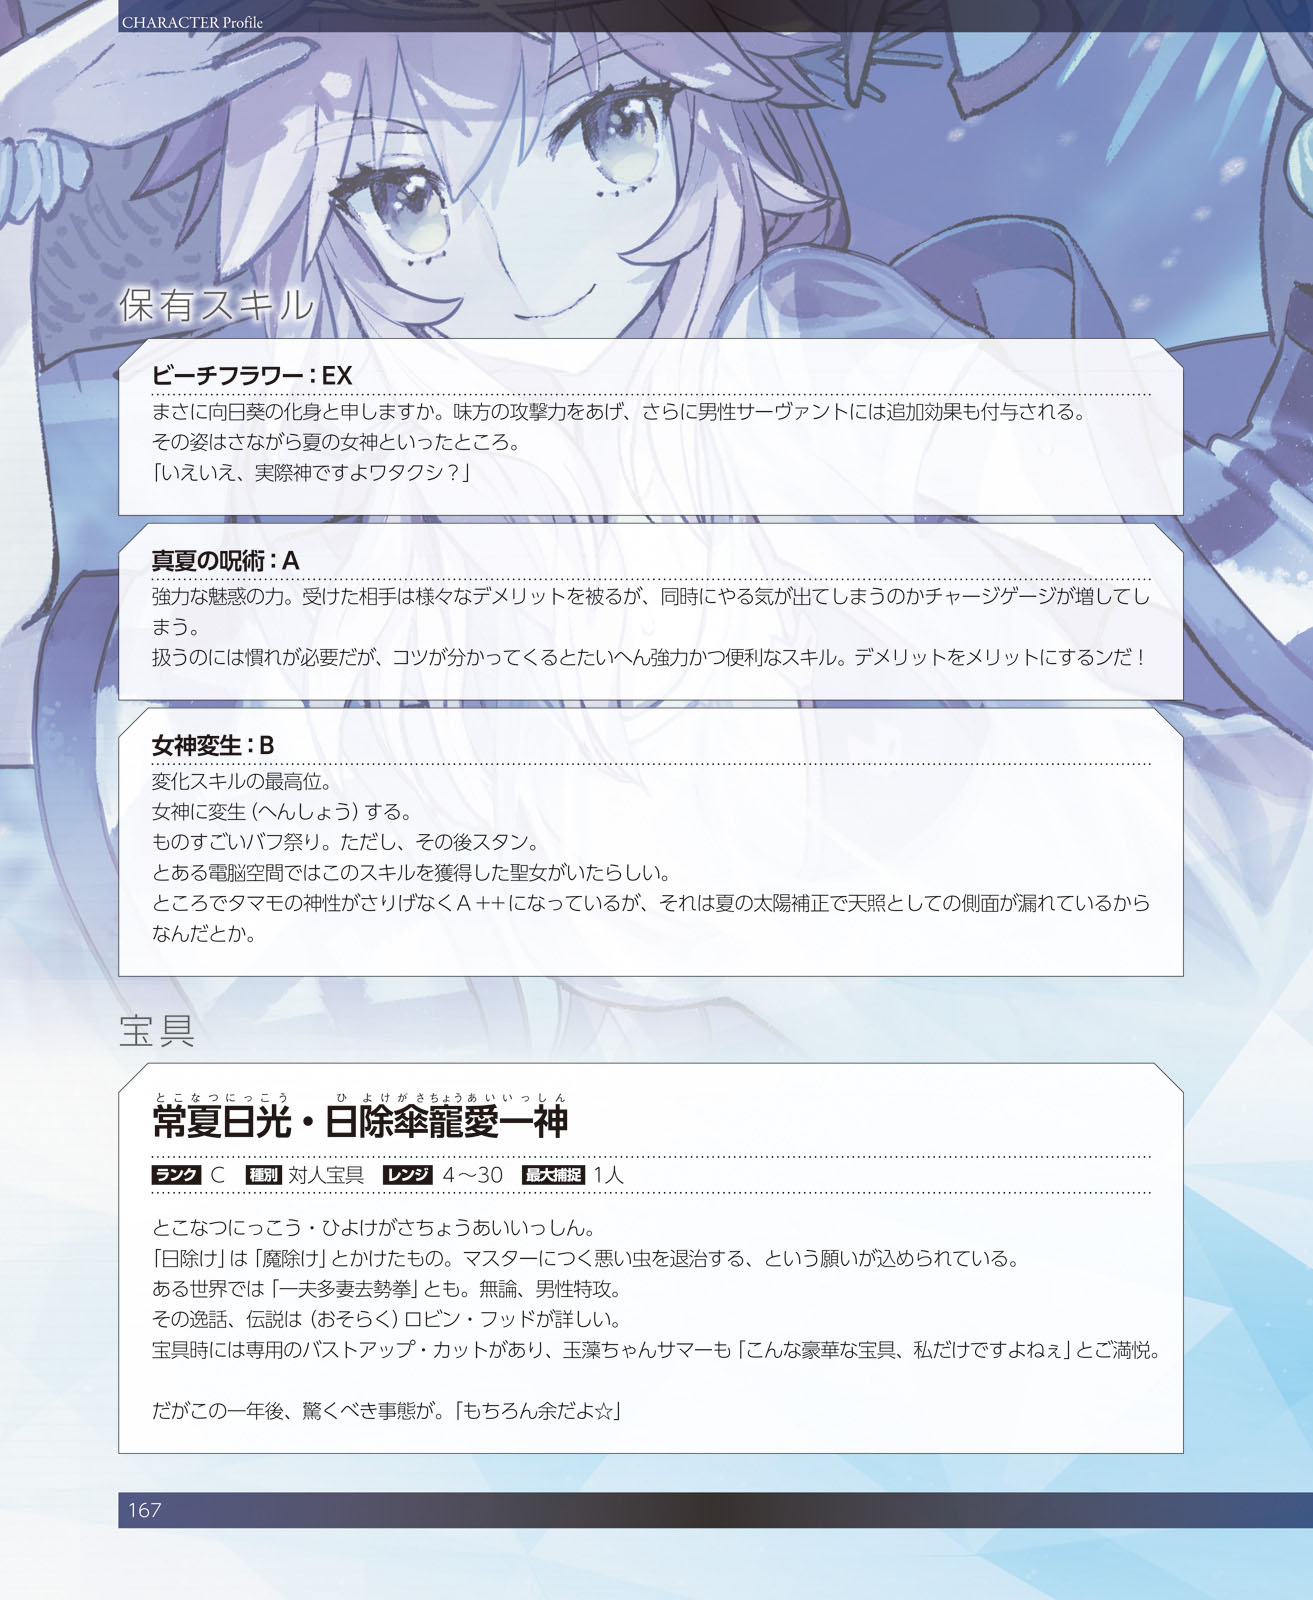 CHARACTER Profile
保有スキル
ビーチフラワー：EX
まさに向日葵の化身と申しますか。味方の攻撃力をあげ、さらに男性サーヴァントには追加効果も付与される。
その姿はさながら夏の女神といったところ。
「いえいえ、実際神ですよワタクシ？」
真夏の呪術：A
強力な魅惑の力。受けた相手は様々なデメリットを被るが、同時にやる気が出てしまうのかチャージゲージが増してし
まう。
扱うのには慣れが必要だが、コツが分かってくるとたいへん強力かつ便利なスキル。デメリットをメリットにするンだ！
女神変生：B
変化スキルの最高位。
女神に変生（へんしょう）する。
ものすごいバフ祭り。ただし、その後スタン。
とある電脳空間ではこのスキルを獲得した聖女がいたらしい。
ところでタマモの神性がさりげなくA++になっているが、それは夏の太陽補正で天照としての側面が漏れているから
なんだとか。
宝具
とこなつにっこう ひよけがさちょうあいいっしん
常夏日光・日除傘寵愛一神
ランク C 種別 対人宝具 レンジ 4〜30 最大捕捉 1人
とこなつにっこう・ひよけがさちょうあいいっしん。
「日除け」は「魔除け」とかけたもの。マスターにつく悪い虫を退治する、という願いが込められている。
ある世界では「一夫多妻去勢拳」とも。無論、男性特攻。
その逸話、伝説は（おそらく）ロビン・フッドが詳しい。
宝具時には専用のバストアップ・カットがあり、玉藻ちゃんサマーも「こんな豪華な宝具、私だけですよねぇ」とご満悦。
だがこの一年後、驚くべき事態が。「もちろん余だよ☆」
167